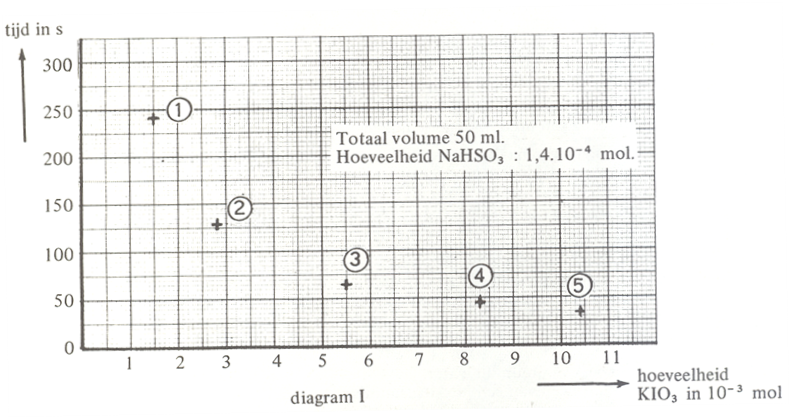 tijd in s
300
250
200
150
100
50
0
1
2
3
4
5
Totaal volume 50 ml.
Hoeveelheid NaHSO₃ : 1,4.10⁻⁴ mol.
1 2 3 4 5 6 7 8 9 10 11
hoeveelheid
KIO₃ in 10⁻³ mol
diagram I